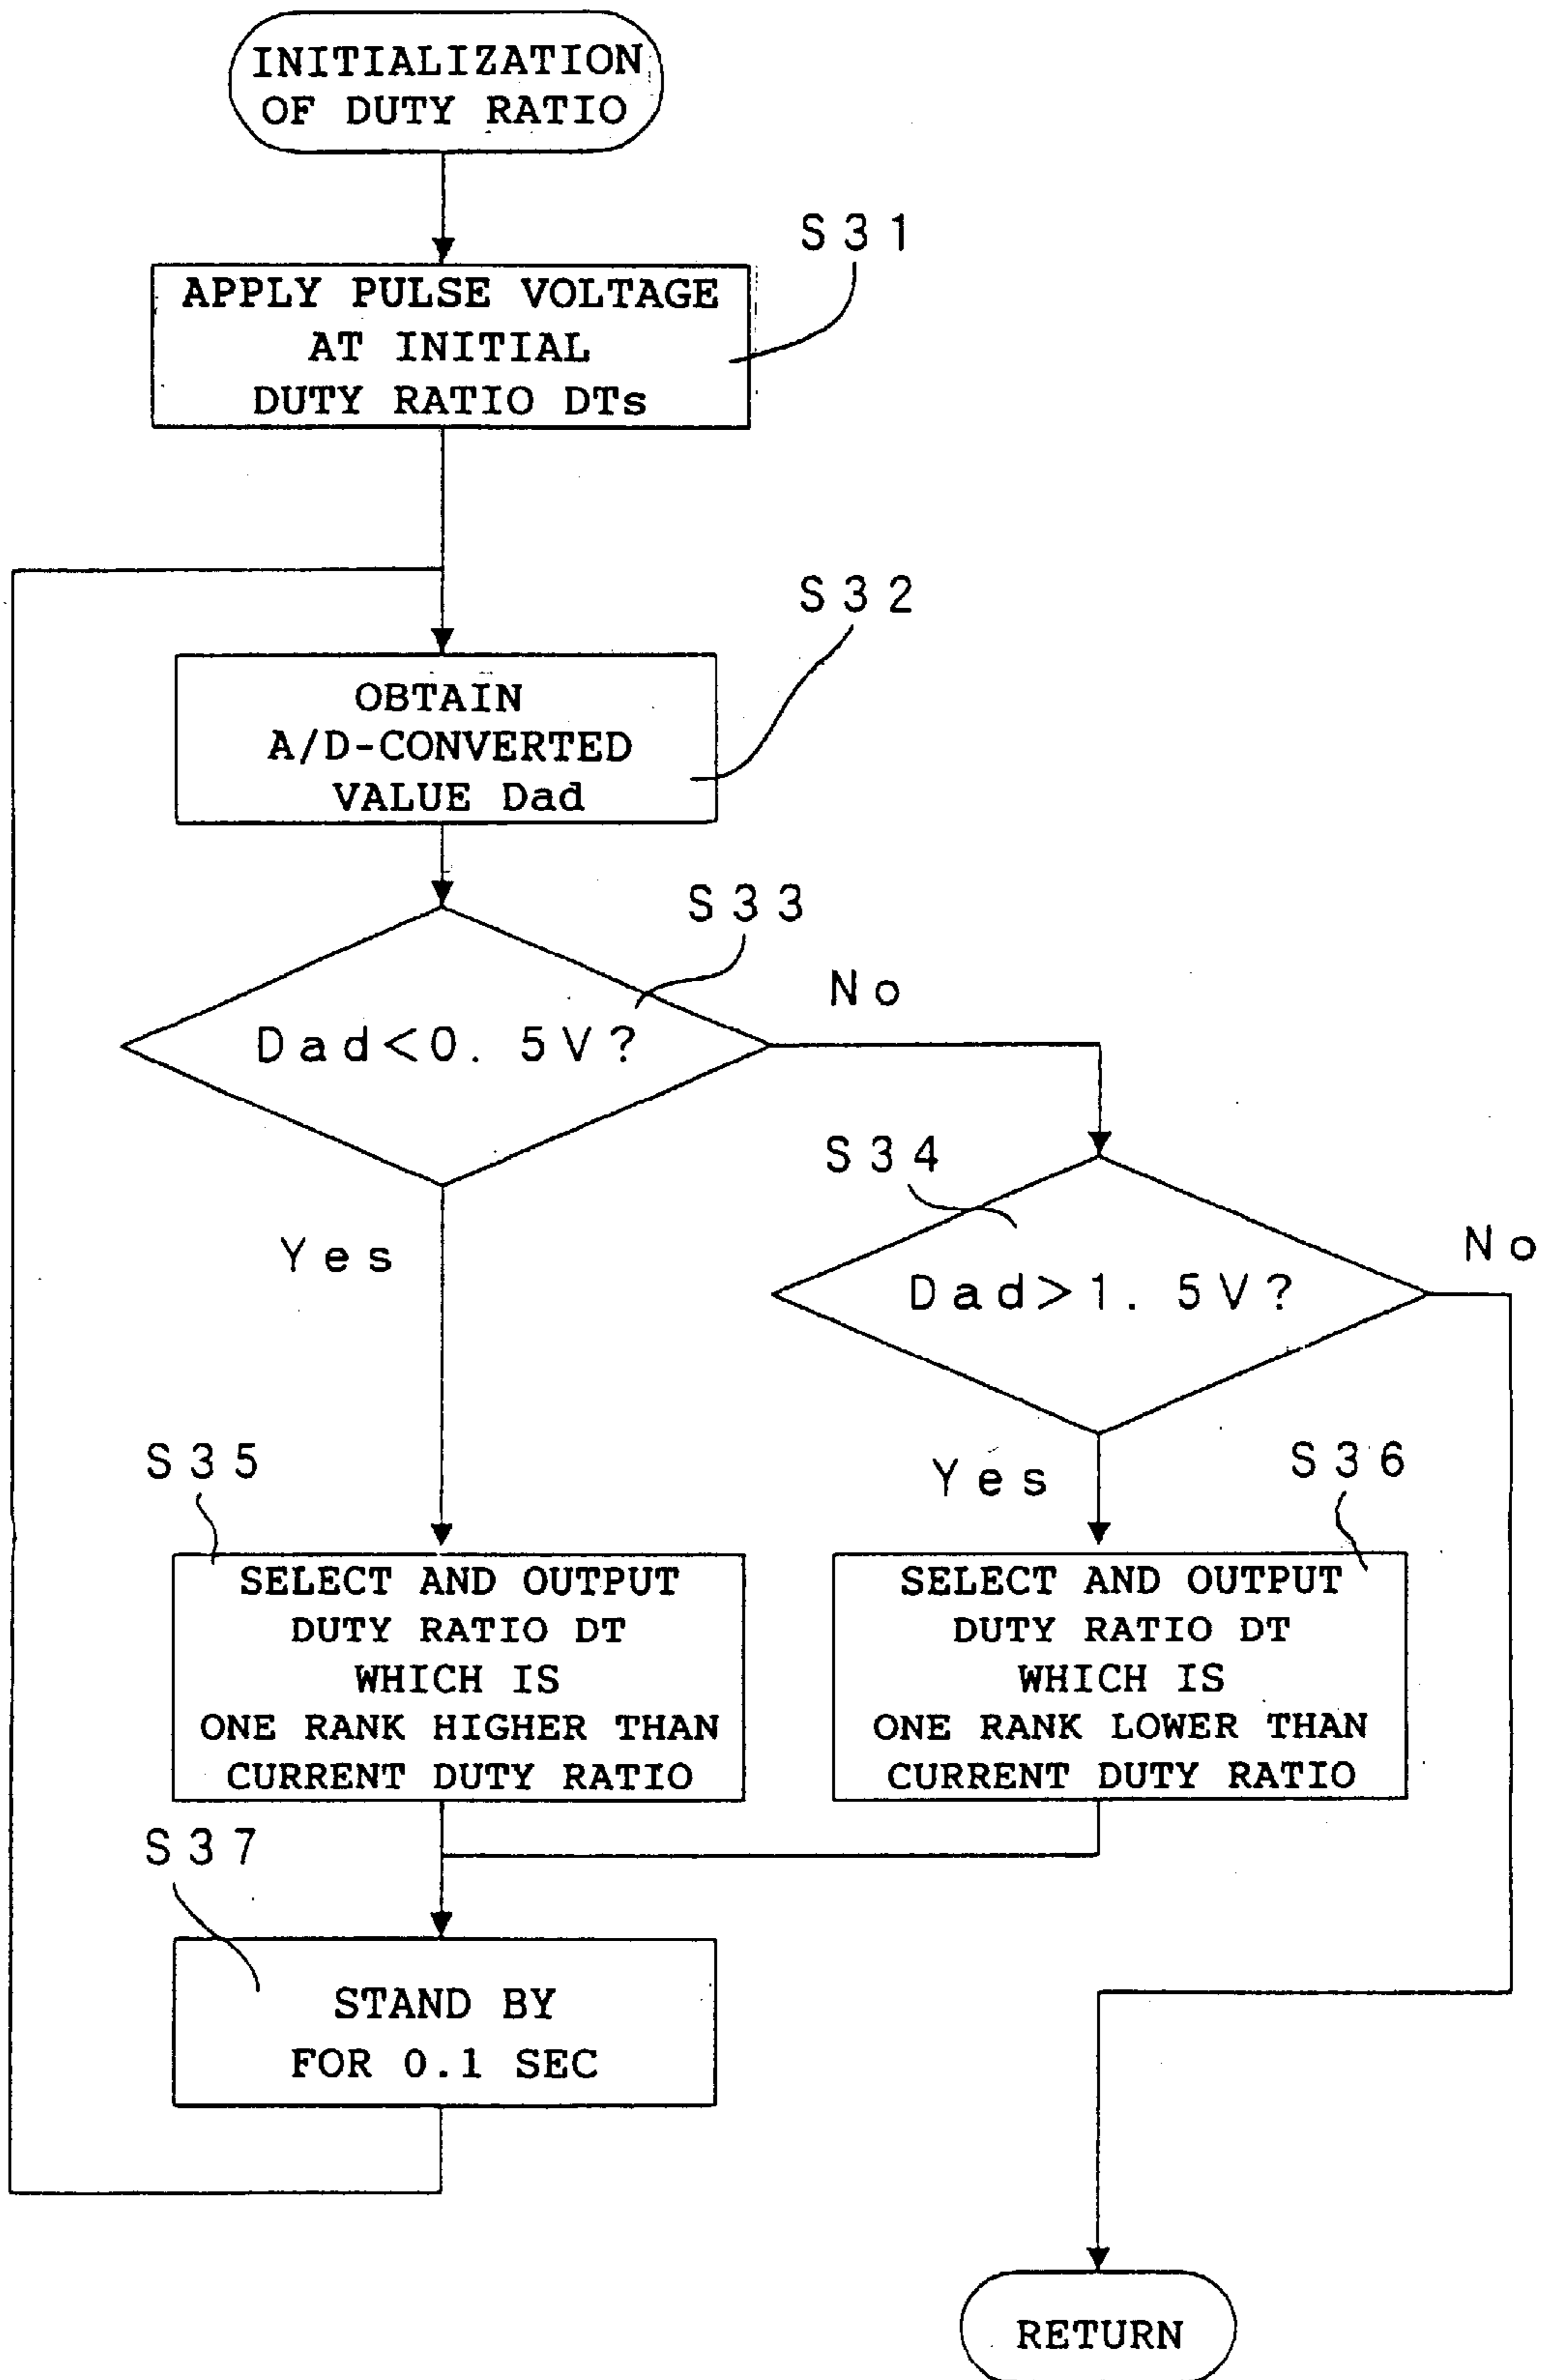 INITIALIZATION
OF DUTY RATIO
S31
APPLY PULSE VOLTAGE
AT INITIAL
DUTY RATIO DTs
S32
OBTAIN
A/D-CONVERTED
VALUE Dad
S33
No
Dad<0.5V?
S34
Yes
No
Dad>1.5V?
S35
Yes
S36
SELECT AND OUTPUT
DUTY RATIO DT
WHICH IS
ONE RANK HIGHER THAN
CURRENT DUTY RATIO
SELECT AND OUTPUT
DUTY RATIO DT
WHICH IS
ONE RANK LOWER THAN
CURRENT DUTY RATIO
S37
STAND BY
FOR 0.1 SEC
RETURN